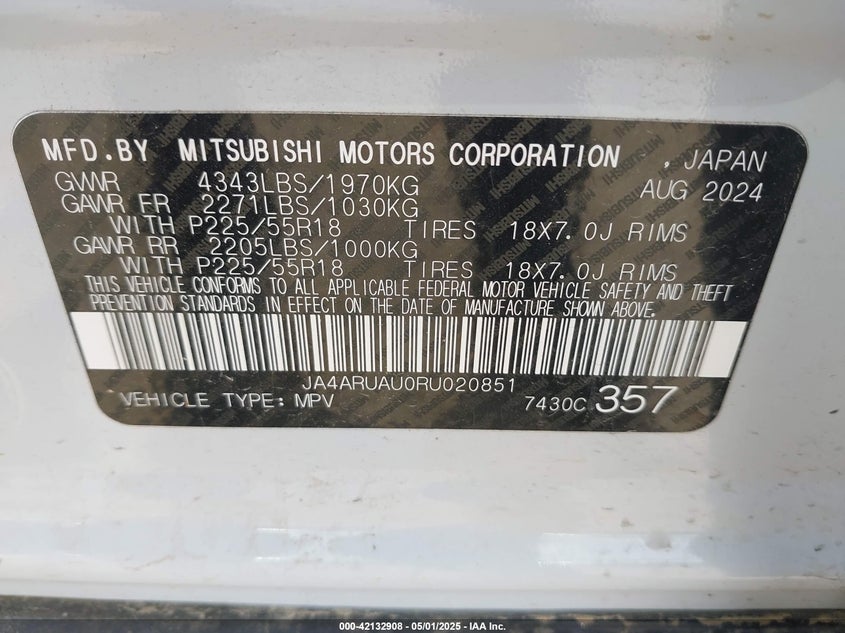 MFD.BY MITSUBISHI MOTORS CORPORATION , JAPAN
GVWR 4343LBS/1970KG AUG 2024
GAWR FR 2271LBS/1030KG
WITH P225/55R18 TIRES 18X7.0J RIMS
GAWR RR 2205LBS/1000KG
WITH P225/55R18 TIRES 18X7.0J RIMS
THIS VEHICLE CONFORMS TO ALL APPLICABLE FEDERAL MOTOR VEHICLE SAFETY AND THEFT
PREVENTION STANDARDS IN EFFECT ON THE DATE OF MANUFACTURE SHOWN ABOVE.
JA4ARUAU0RU020851
VEHICLE TYPE: MPV 7430C 357
000-42132908 - 05/01/2025 - IAA Inc.